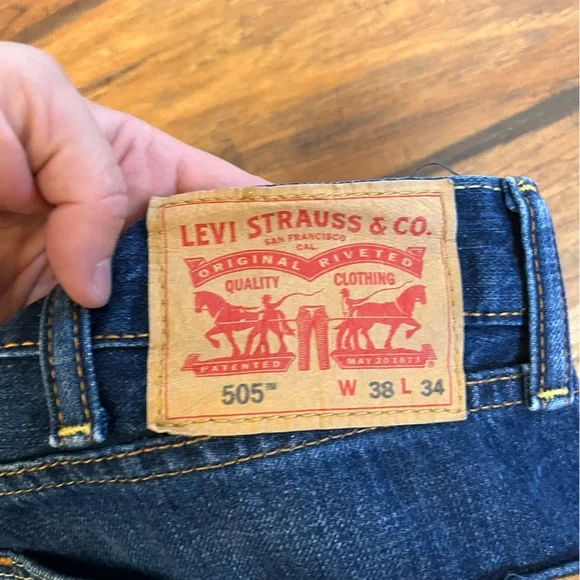 LEVI STRAUSS & CO.
SAN FRANCISCO
CAL.
ORIGINAL RIVETED
QUALITY CLOTHING
PATENTED MAY 20 1873
505™ W 38 L 34